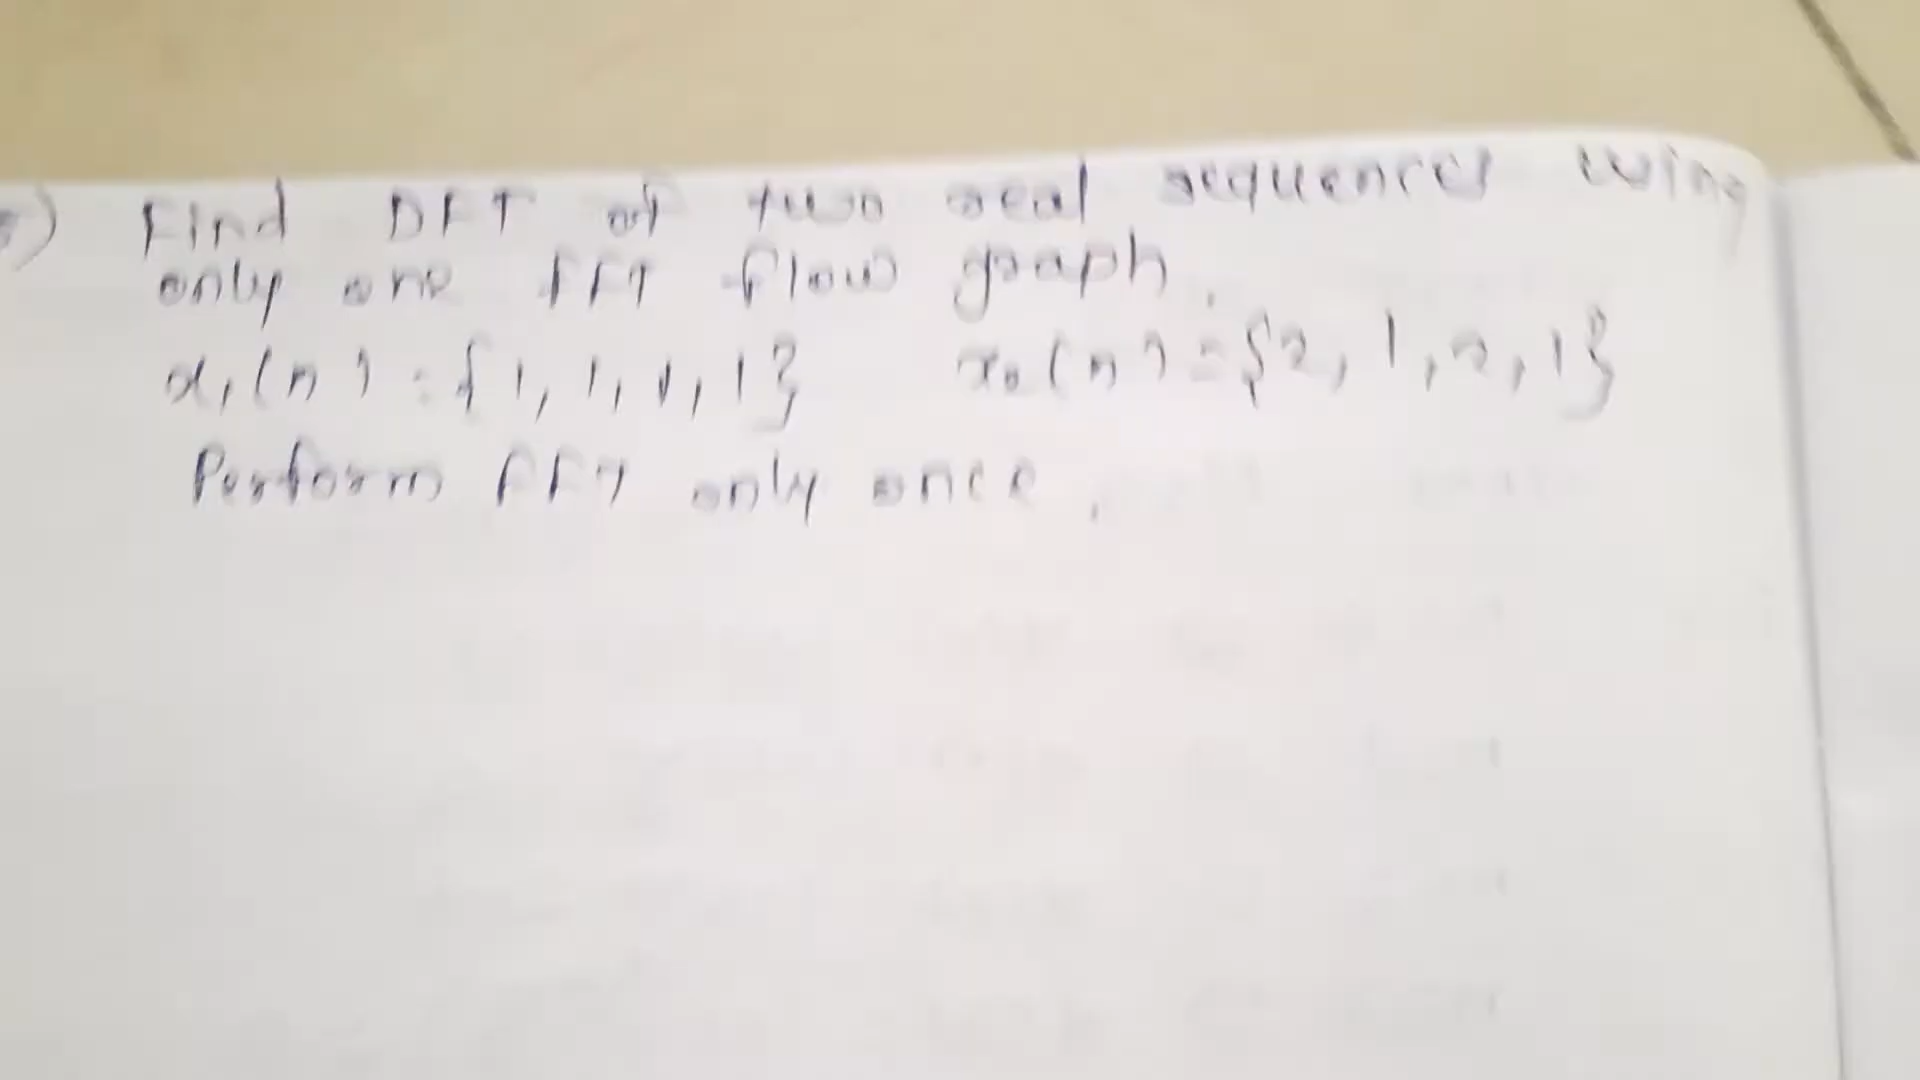 Find DFT of two real sequences using
only one FFT flow graph.
x₁(n) = {1, 1, 1, 1} x₂(n) = {2, 1, 2, 1}
Perform FFT only once.